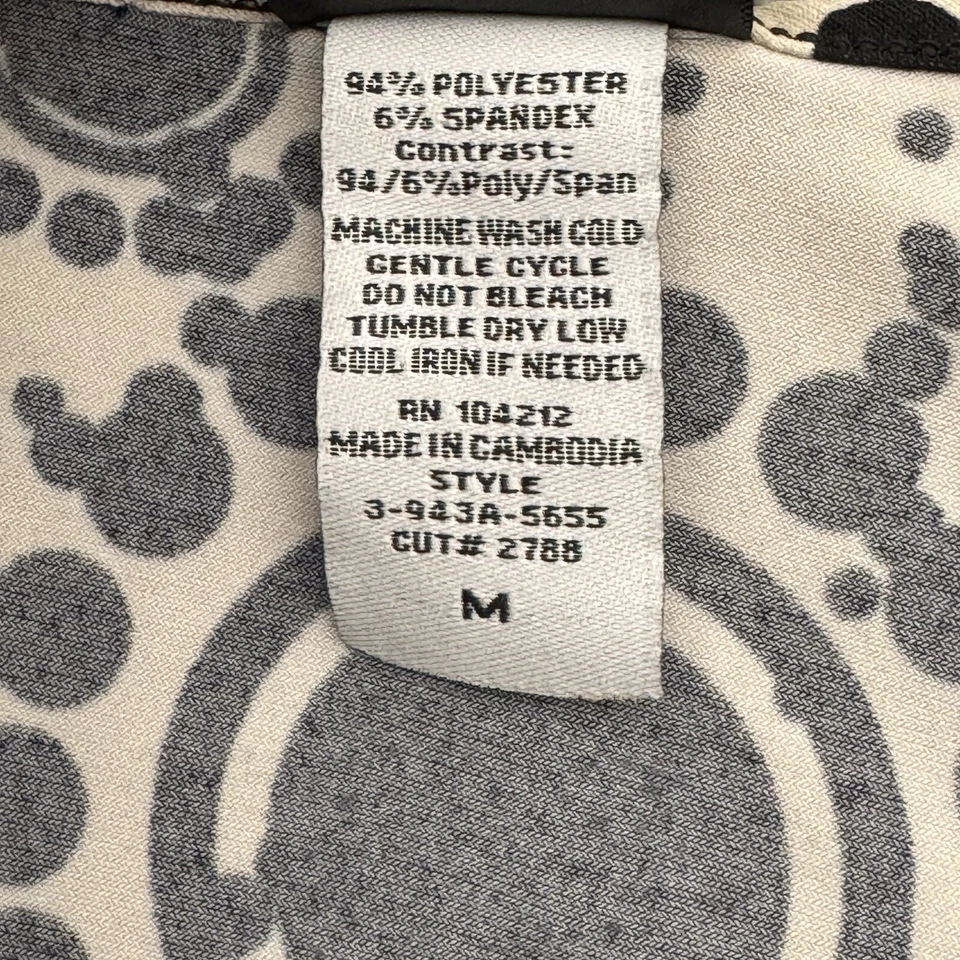 94% POLYESTER
6% SPANDEX
Contrast:
94/6%Poly/Span
MACHINE WASH COLD
GENTLE CYCLE
DO NOT BLEACH
TUMBLE DRY LOW
COOL IRON IF NEEDED
RN 104212
MADE IN CAMBODIA
STYLE
3-943A-5655
CUT# 2788
M